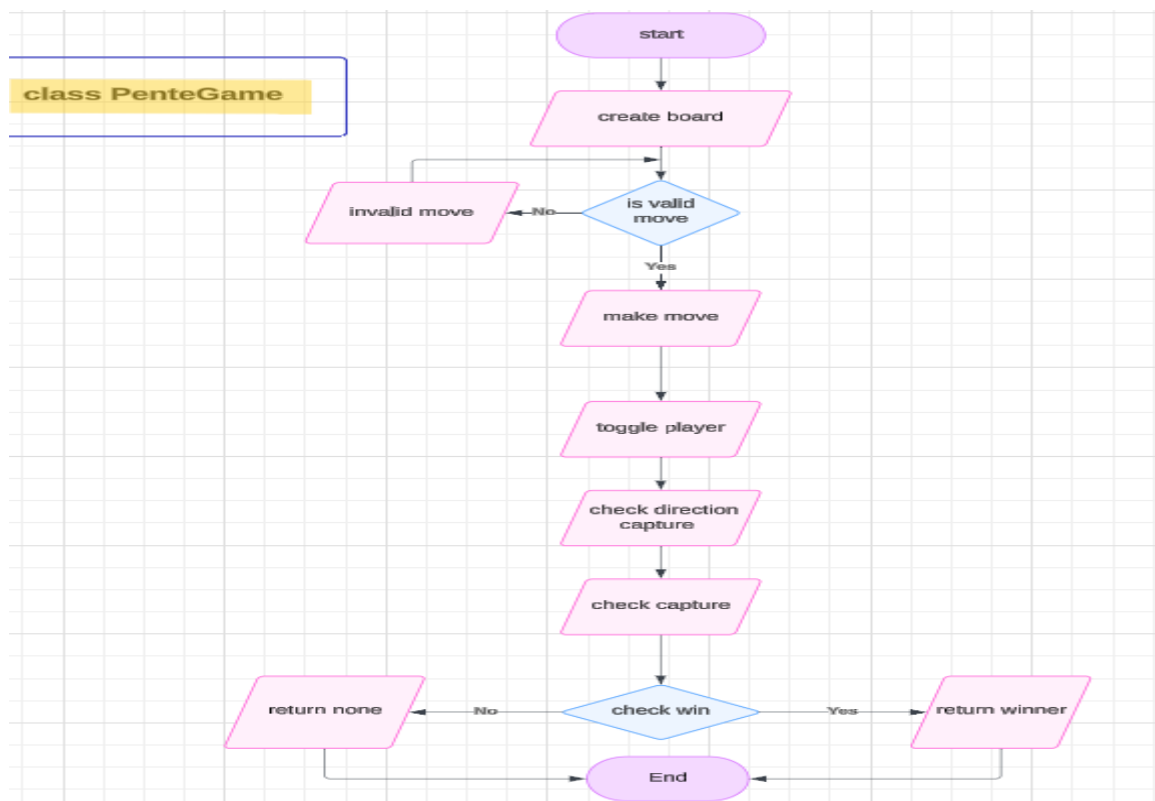 start
class PenteGame
create board
invalid move
No
is valid
move
Yes
make move
toggle player
check direction
capture
check capture
return none
No
check win
Yes
return winner
End